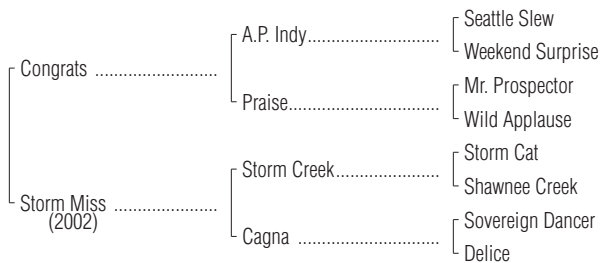 Seattle Slew
A.P. Indy..................................
Weekend Surprise
Congrats ...............................
Mr. Prospector
Praise.......................................
Wild Applause
Storm Cat
Storm Creek..........................
Shawnee Creek
Storm Miss ..........................
(2002)
Sovereign Dancer
Cagna ....................................
Delice